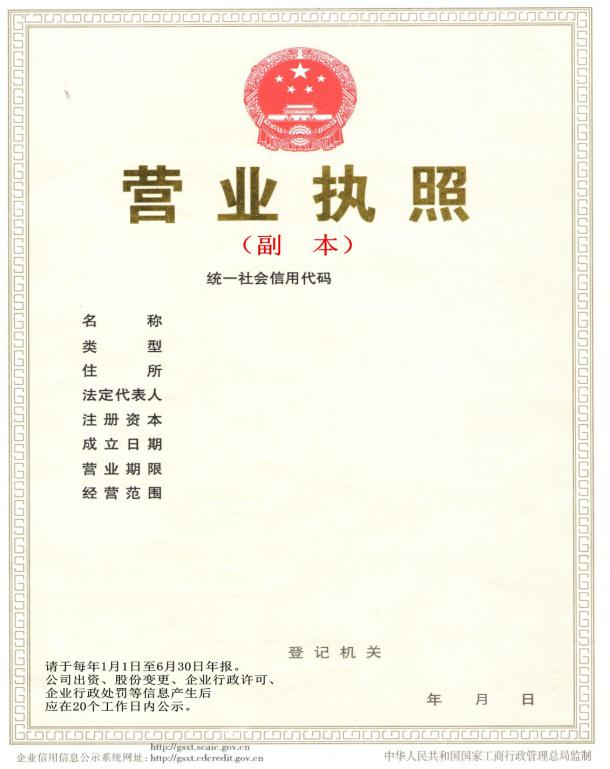 营业执照
（副 本）
统一社会信用代码
名 称
类 型
住 所
法定代表人
注册资本
成立日期
营业期限
经营范围
登记机关
请于每年1月1日至6月30日年报。
公司出资、股份变更、企业行政许可、
企业行政处罚等信息产生后
应在20个工作日内公示。
年 月 日
http://gsxt.scaic.gov.cn
企业信用信息公示系统网址: http://gsxt.cdcredit.gov.cn
中华人民共和国国家工商行政管理总局监制